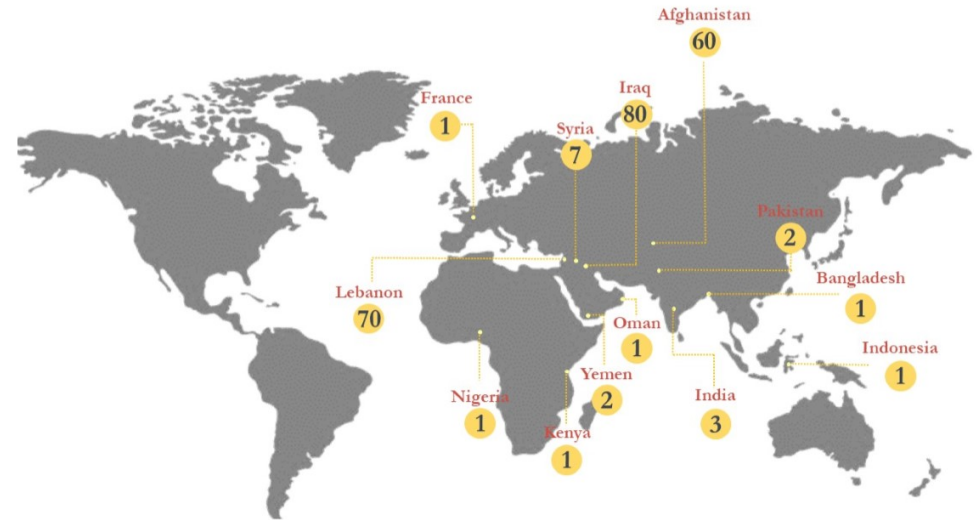 Afghanistan
60
France
1
Iraq
80
Syria
7
Pakistan
2
Bangladesh
1
Lebanon
70
Oman
1
Indonesia
1
Yemen
2
Nigeria
1
India
3
Kenya
1